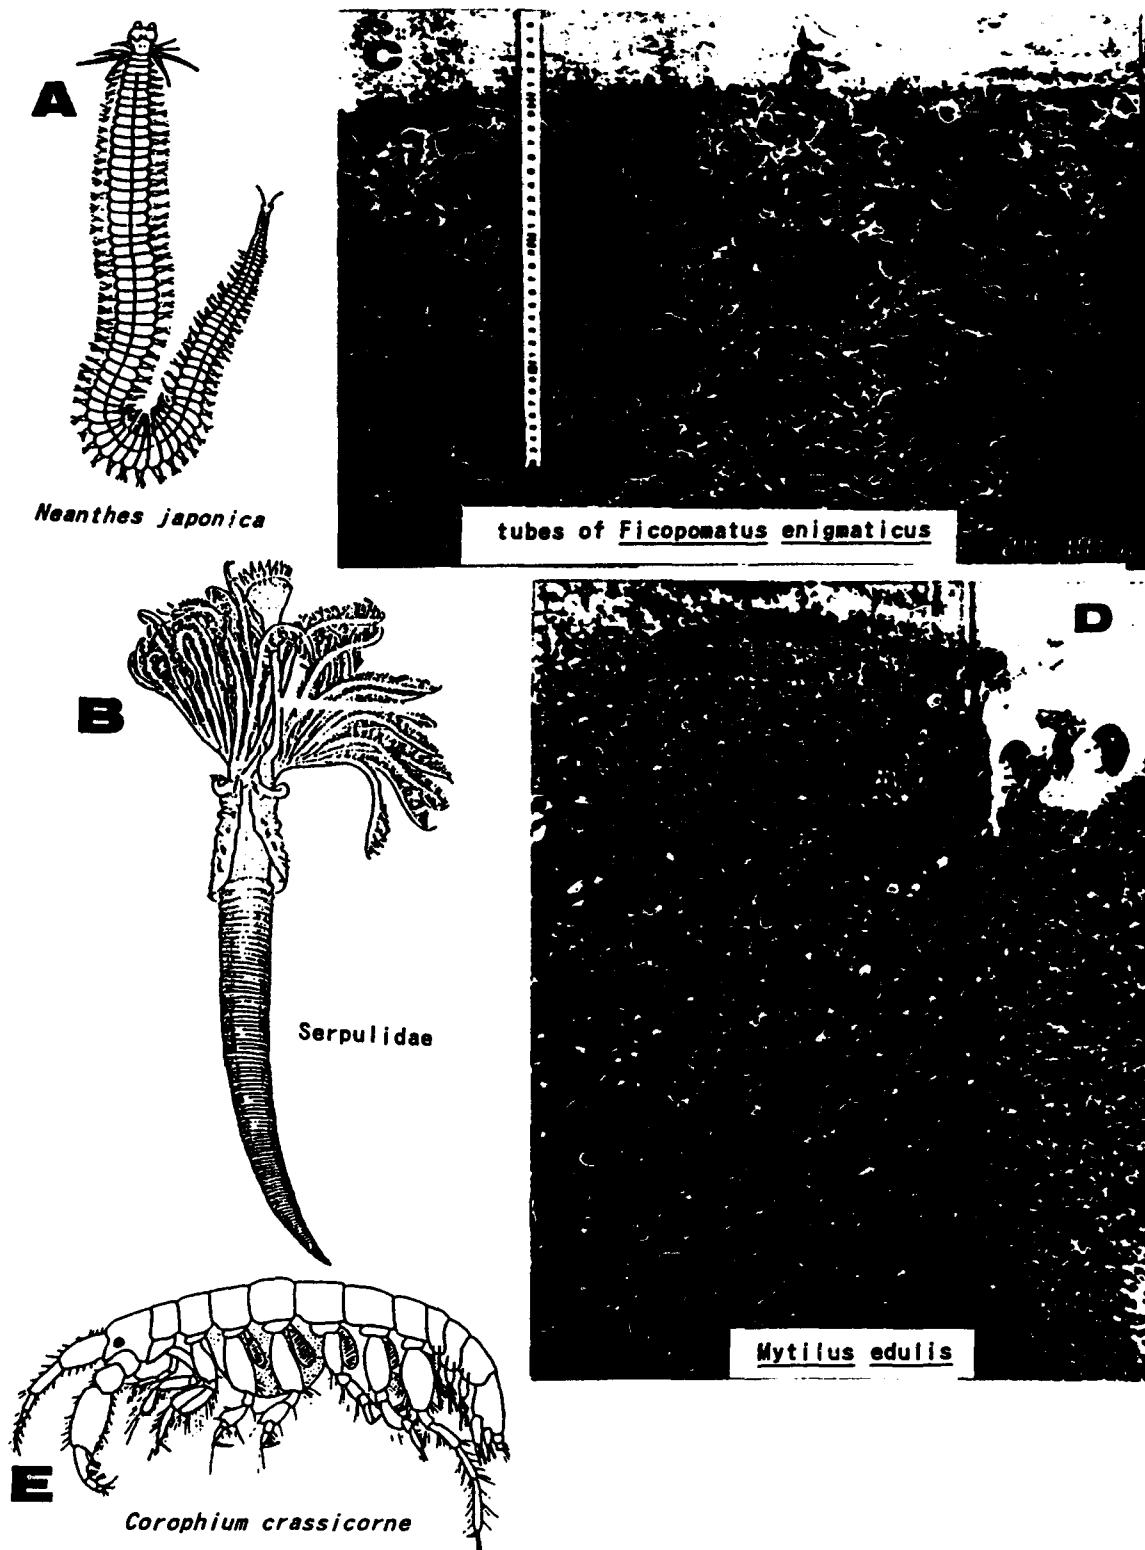 A
C
Neanthes japonica
tubes of Ficopomatus enigmaticus
B
D
Serpulidae
Mytilus edulis
E
Corophium crassicorne